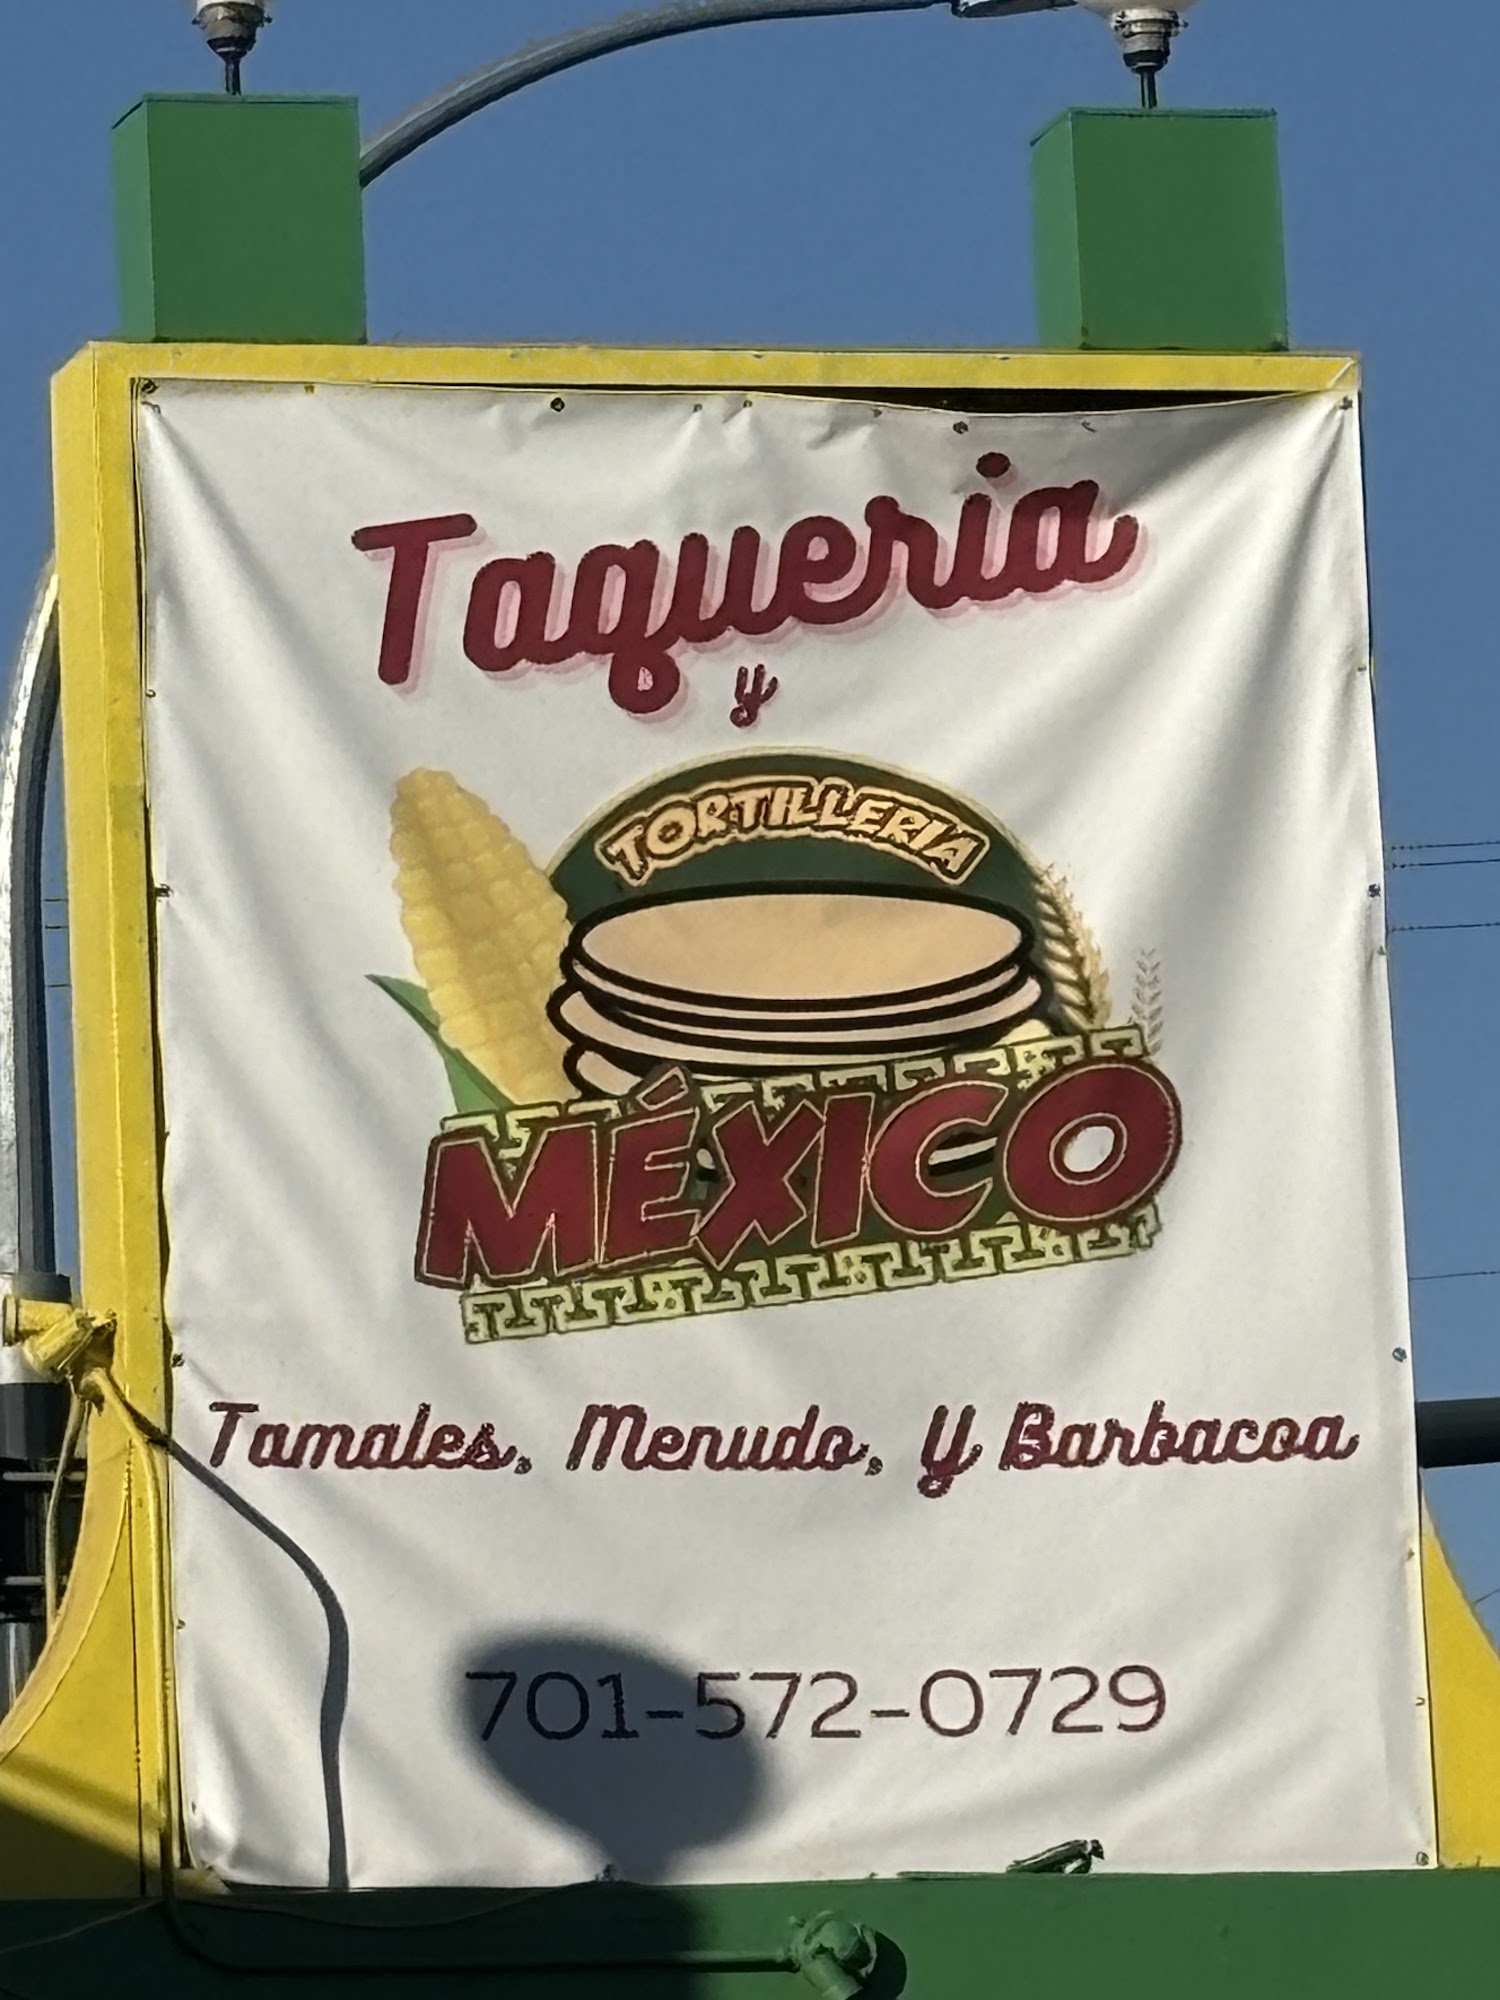 Taqueria
y
TORTILLERIA
MÉXICO
Tamales, Menudo, Y Barbacoa
701-572-0729